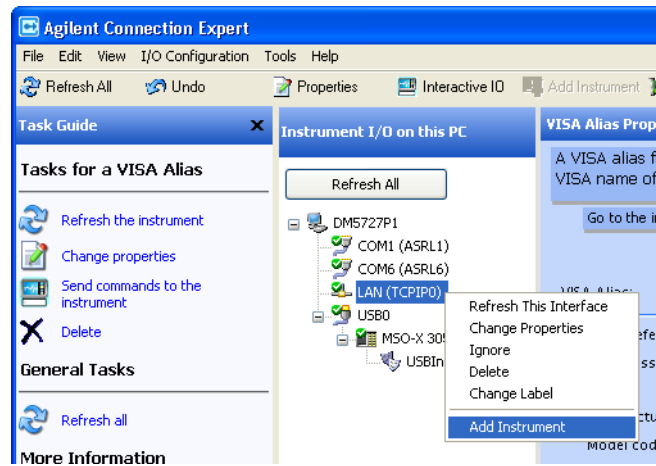 Agilent Connection Expert
File Edit View I/O Configuration Tools Help
Refresh All Undo Properties Interactive IO Add Instrument
Task Guide
Tasks for a VISA Alias
Refresh the instrument
Change properties
Send commands to the
instrument
Delete
General Tasks
Refresh all
More Information
Instrument I/O on this PC
Refresh All
DM5727P1
COM1 (ASRL1)
COM6 (ASRL6)
LAN (TCPIP0)
USB0
MSO-X 305
USBIn
Refresh This Interface
Change Properties
Ignore
Delete
Change Label
Add Instrument
VISA Alias Prop
A VISA alias f
VISA name of
Go to the i
VISA Alias:
Model cod